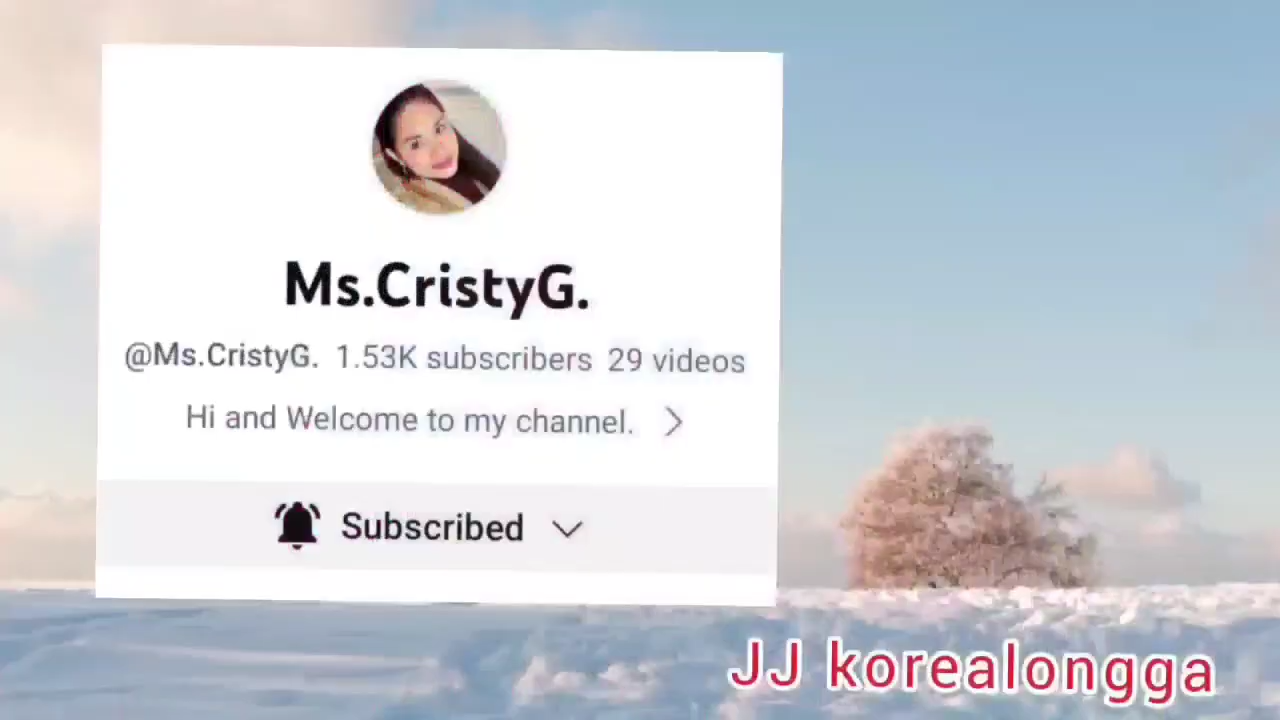 Ms.CristyG.
@Ms.CristyG. 1.53K subscribers 29 videos
Hi and Welcome to my channel.
Subscribed
JJ korealongga